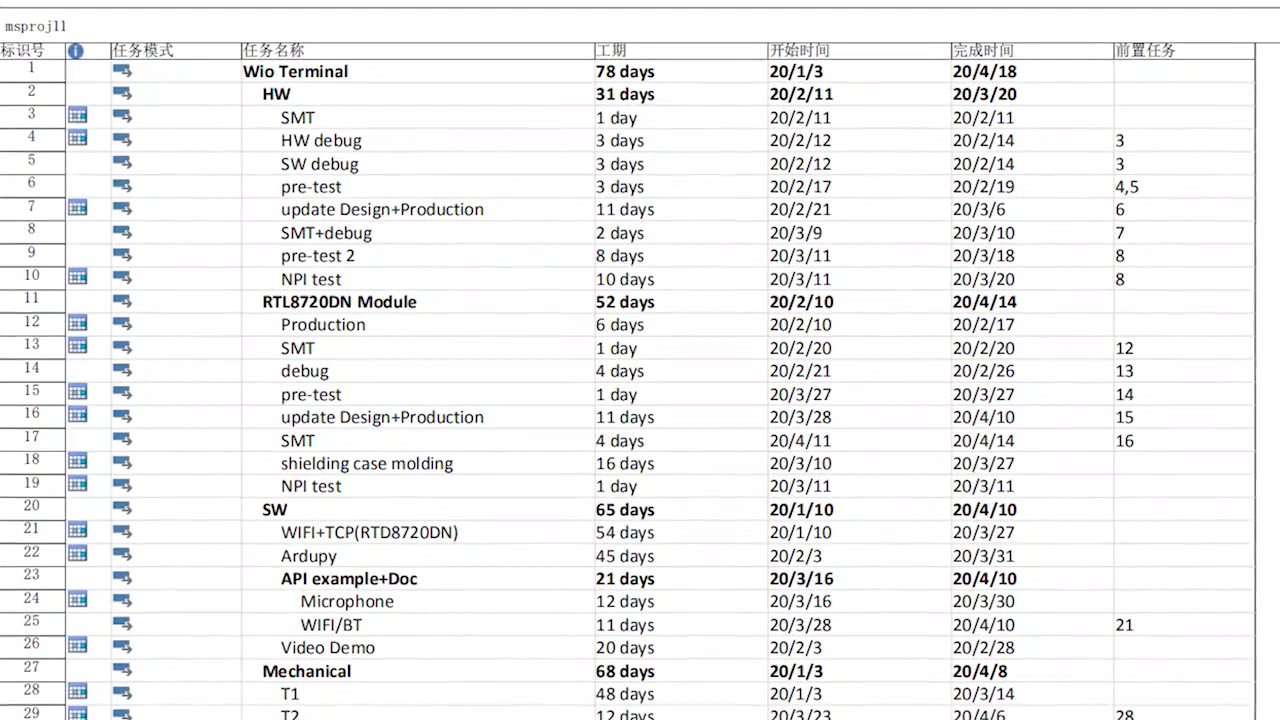 msproj11
标识号 任务模式 任务名称 工期 开始时间 完成时间 前置任务
1 Wio Terminal 78 days 20/1/3 20/4/18
2 HW 31 days 20/2/11 20/3/20
3 SMT 1 day 20/2/11 20/2/11
4 HW debug 3 days 20/2/12 20/2/14 3
5 SW debug 3 days 20/2/12 20/2/14 3
6 pre-test 3 days 20/2/17 20/2/19 4,5
7 update Design+Production 11 days 20/2/21 20/3/6 6
8 SMT+debug 2 days 20/3/9 20/3/10 7
9 pre-test 2 8 days 20/3/11 20/3/18 8
10 NPI test 10 days 20/3/11 20/3/20 8
11 RTL8720DN Module 52 days 20/2/10 20/4/14
12 Production 6 days 20/2/10 20/2/17
13 SMT 1 day 20/2/20 20/2/20 12
14 debug 4 days 20/2/21 20/2/26 13
15 pre-test 1 day 20/3/27 20/3/27 14
16 update Design+Production 11 days 20/3/28 20/4/10 15
17 SMT 4 days 20/4/11 20/4/14 16
18 shielding case molding 16 days 20/3/10 20/3/27
19 NPI test 1 day 20/3/11 20/3/11
20 SW 65 days 20/1/10 20/4/10
21 WIFI+TCP(RTD8720DN) 54 days 20/1/10 20/3/27
22 Ardupy 45 days 20/2/3 20/3/31
23 API example+Doc 21 days 20/3/16 20/4/10
24 Microphone 12 days 20/3/16 20/3/30
25 WIFI/BT 11 days 20/3/28 20/4/10 21
26 Video Demo 20 days 20/2/3 20/2/28
27 Mechanical 68 days 20/1/3 20/4/8
28 T1 48 days 20/1/3 20/3/14
29 T2 12 days 20/3/23 20/4/6 28